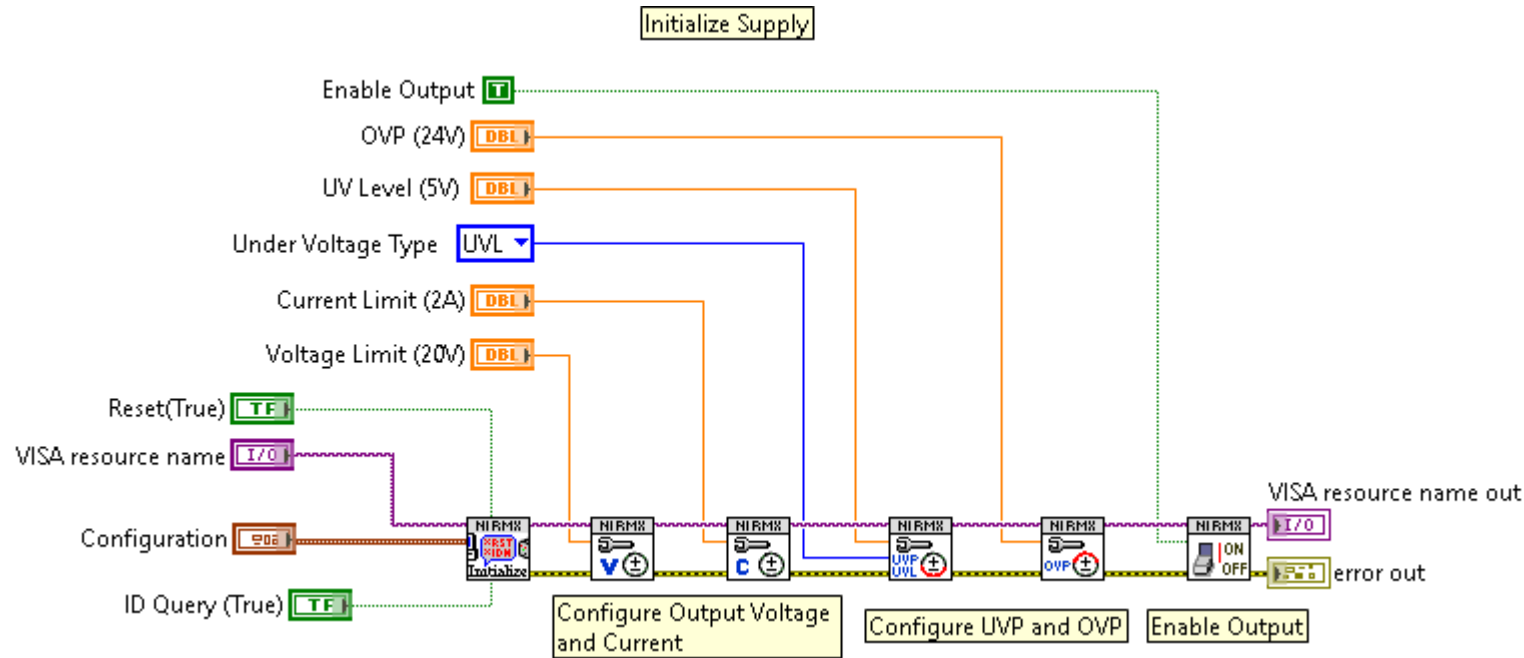 Initialize Supply
Enable Output T
OVP (24V) DBL
UV Level (5V) DBL
Under Voltage Type UVL
Current Limit (2A) DBL
Voltage Limit (20V) DBL
Reset(True) TF
VISA resource name I/O
VISA resource name out
Configuration
NIRMX NIRMX NIRMX NIRMX NIRMX NIRMX I/O
XRST
XIDN
Initialize
V
C
UVP
UVL
OVP
ON
OFF
error out
ID Query (True) TF
Configure Output Voltage
and Current
Configure UVP and OVP
Enable Output